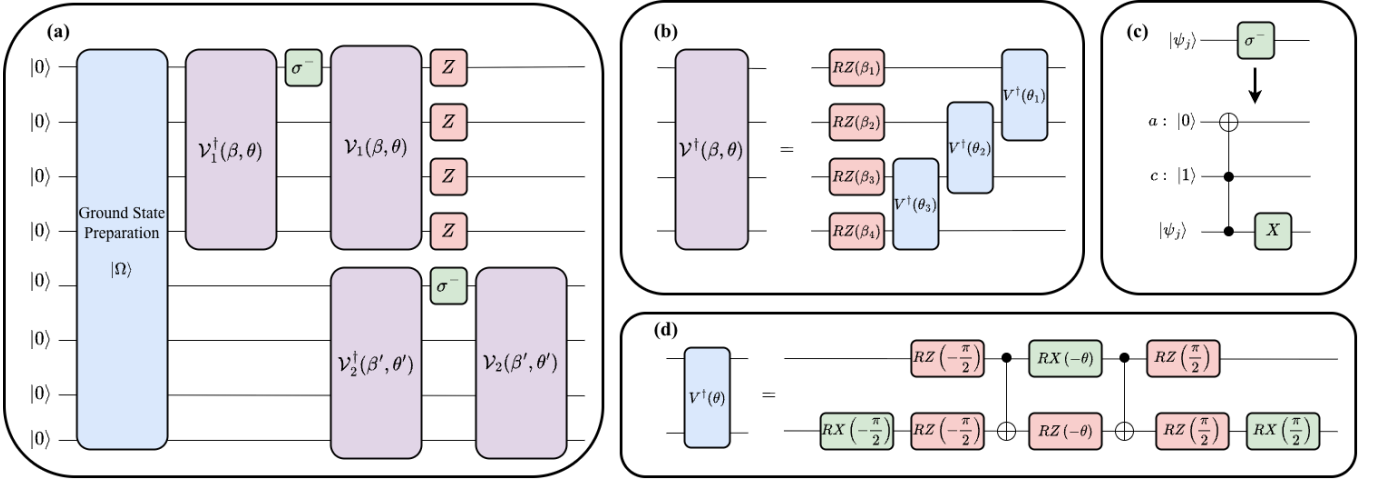 (a)
|0⟩
|0⟩
|0⟩
|0⟩
|0⟩
|0⟩
|0⟩
|0⟩
Ground State
Preparation
|Ω⟩
𝒱₁†(β, θ)
σ⁻
𝒱₁(β, θ)
Z
Z
Z
Z
𝒱₂†(β′, θ′)
σ⁻
𝒱₂(β′, θ′)
(b)
𝒱†(β, θ)
=
RZ(β₁)
RZ(β₂)
RZ(β₃)
RZ(β₄)
V†(θ₃)
V†(θ₂)
V†(θ₁)
(c)
|ψⱼ⟩
σ⁻
a : |0⟩
c : |1⟩
|ψⱼ⟩
X
(d)
V†(θ)
=
RZ(−π/2)
RX(−θ)
RZ(π/2)
RX(−π/2)
RZ(−π/2)
RZ(−θ)
RZ(π/2)
RX(π/2)